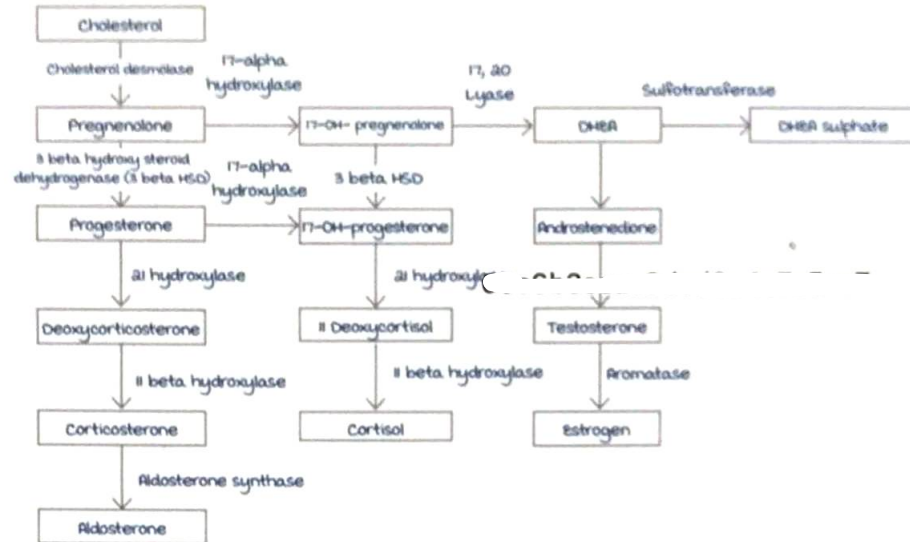 Cholesterol
Cholesterol desmolase
17-alpha
hydroxylase
17, 20
Lyase
Sulfotransferase
Pregnenolone
17-OH- pregnenolone
DHEA
DHEA sulphate
3 beta hydroxy steroid
dehydrogenase (3 beta HSD)
17-alpha
hydroxylase
3 beta HSD
Progesterone
17-OH-progesterone
Androstenedione
21 hydroxylase
21
Deoxycorticosterone
11 Deoxycortisol
Testosterone
11 beta hydroxylase
11 beta hydroxylase
Aromatase
Corticosterone
Cortisol
Estrogen
Aldosterone synthase
Aldosterone